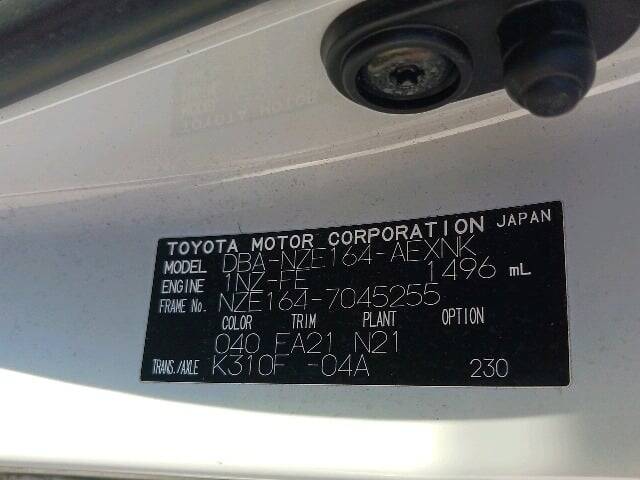 TOYOTA MOTOR CORPORATION JAPAN
MODEL DBA-NZE164-AEXNK
ENGINE 1NZ-FE 1496 mL
FRAME No. NZE164-7045255
COLOR TRIM PLANT OPTION
040 FA21 N21
TRANS./AXLE K310F -04A 230